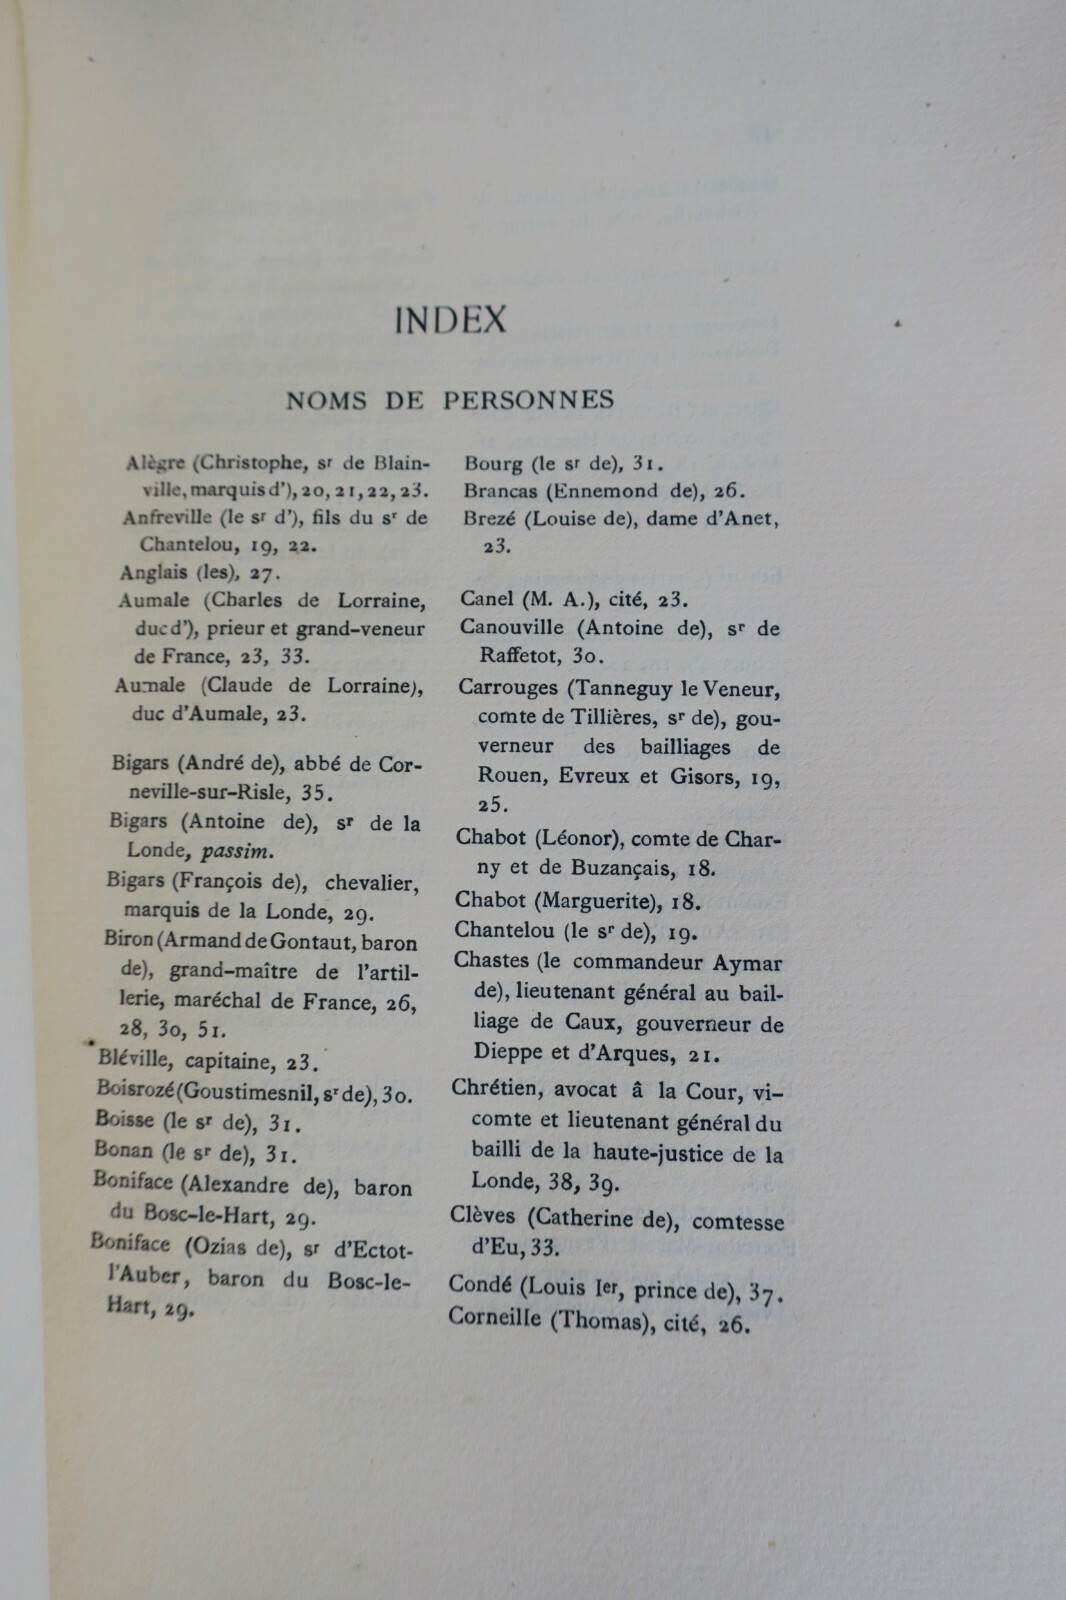 INDEX
NOMS DE PERSONNES
Alègre (Christophe, sr de Blain-
ville, marquis d'), 20, 21, 22, 23.
Anfreville (le sr d'), fils du sr de
Chantelou, 19, 22.
Anglais (les), 27.
Aumale (Charles de Lorraine,
duc d'), prieur et grand-veneur
de France, 23, 33.
Aumale (Claude de Lorraine),
duc d'Aumale, 23.
Bigars (André de), abbé de Cor-
neville-sur-Risle, 35.
Bigars (Antoine de), sr de la
Londe, passim.
Bigars (François de), chevalier,
marquis de la Londe, 29.
Biron (Armand de Gontaut, baron
de), grand-maître de l'artil-
lerie, maréchal de France, 26,
28, 30, 51.
Bléville, capitaine, 23.
Boisrozé (Goustimesnil, sr de), 30.
Boisse (le sr de), 31.
Bonan (le sr de), 31.
Boniface (Alexandre de), baron
du Bosc-le-Hart, 29.
Boniface (Ozias de), sr d'Ectot-
l'Auber, baron du Bosc-le-
Hart, 29.
Bourg (le sr de), 31.
Brancas (Ennemond de), 26.
Brezé (Louise de), dame d'Anet,
23.
Canel (M. A.), cité, 23.
Canouville (Antoine de), sr de
Raffetot, 30.
Carrouges (Tanneguy le Veneur,
comte de Tillières, sr de), gou-
verneur des bailliages de
Rouen, Evreux et Gisors, 19,
25.
Chabot (Léonor), comte de Char-
ny et de Buzançais, 18.
Chabot (Marguerite), 18.
Chantelou (le sr de), 19.
Chastes (le commandeur Aymar
de), lieutenant général au bail-
liage de Caux, gouverneur de
Dieppe et d'Arques, 21.
Chrétien, avocat â la Cour, vi-
comte et lieutenant général du
bailli de la haute-justice de la
Londe, 38, 39.
Clèves (Catherine de), comtesse
d'Eu, 33.
Condé (Louis Ier, prince de), 37.
Corneille (Thomas), cité, 26.